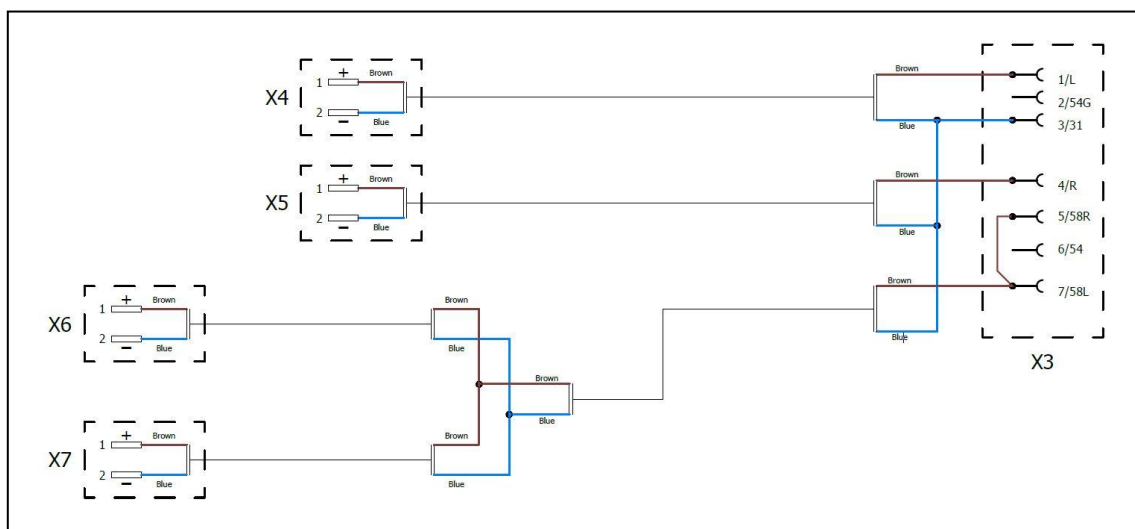 X4
1 + Brown
2 − Blue
Brown
Blue
1/L
2/54G
3/31
X5
1 + Brown
2 − Blue
Brown
Blue
4/R
5/58R
6/54
7/58L
X3
X6
1 + Brown
2 − Blue
Brown
Blue
Brown
Blue
Brown
Blue
X7
1 + Brown
2 − Blue
Brown
Blue